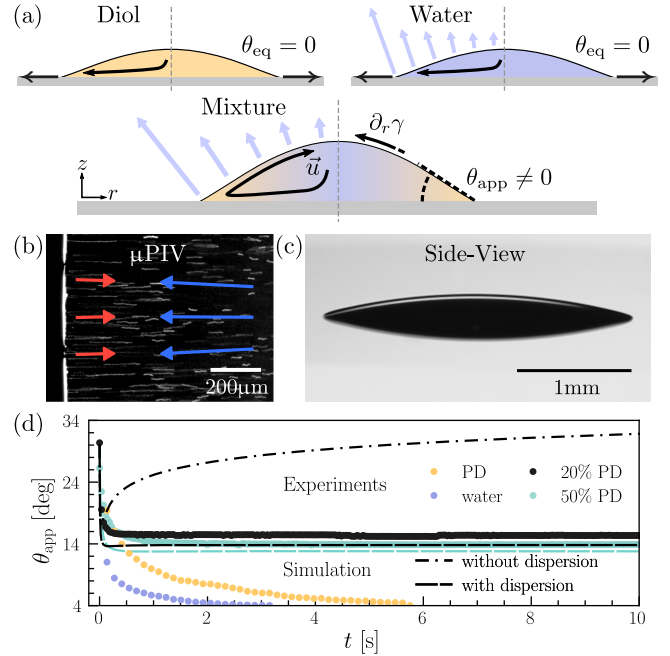 (a) Diol Water
θeq = 0 θeq = 0
Mixture
∂rγ
z
r
u⃗
θapp ≠ 0
(b) μPIV
200μm
(c) Side-View
1mm
(d)
34
24
14
4
θapp [deg]
Experiments
PD 20% PD
water 50% PD
Simulation
without dispersion
with dispersion
0 2 4 6 8 10
t [s]